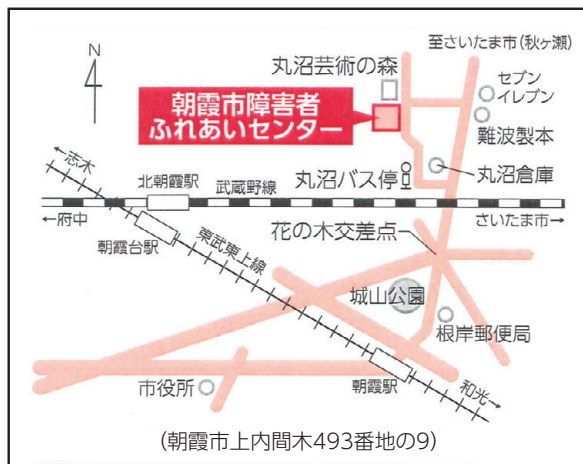 N
至さいたま市(秋ヶ瀬)
丸沼芸術の森
セブン
イレブン
朝霞市障害者
ふれあいセンター
難波製本
←志木
丸沼バス停
丸沼倉庫
北朝霞駅
武蔵野線
←府中
さいたま市→
朝霞台駅
東武東上線
花の木交差点
城山公園
根岸郵便局
市役所
朝霞駅
和光→
(朝霞市上内間木493番地の9)